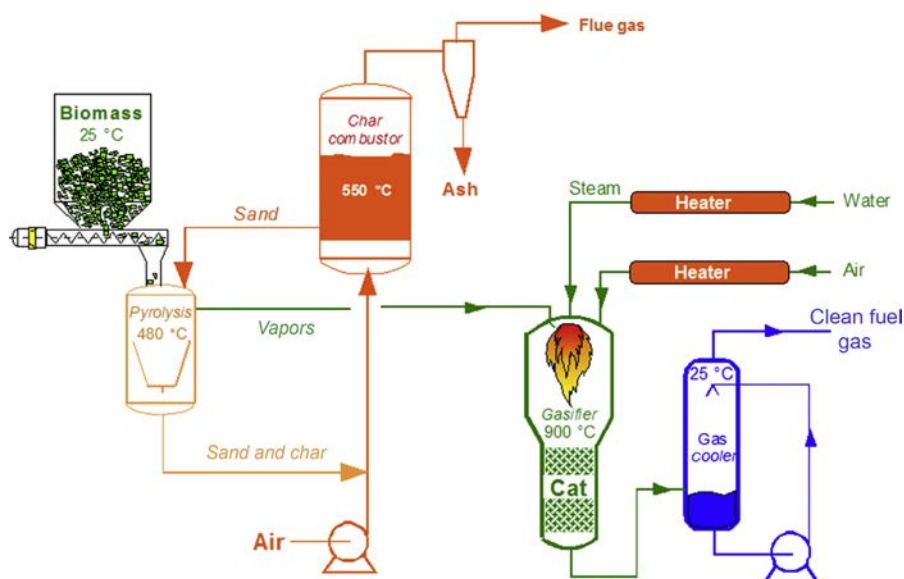 Flue gas
Biomass
25 °C
Char
combustor
550 °C
Ash
Sand
Steam
Heater
Water
Heater
Air
Pyrolysis
480 °C
Vapors
Clean fuel
gas
25 °C
Gasifier
900 °C
Gas
cooler
Sand and char
Cat
Air